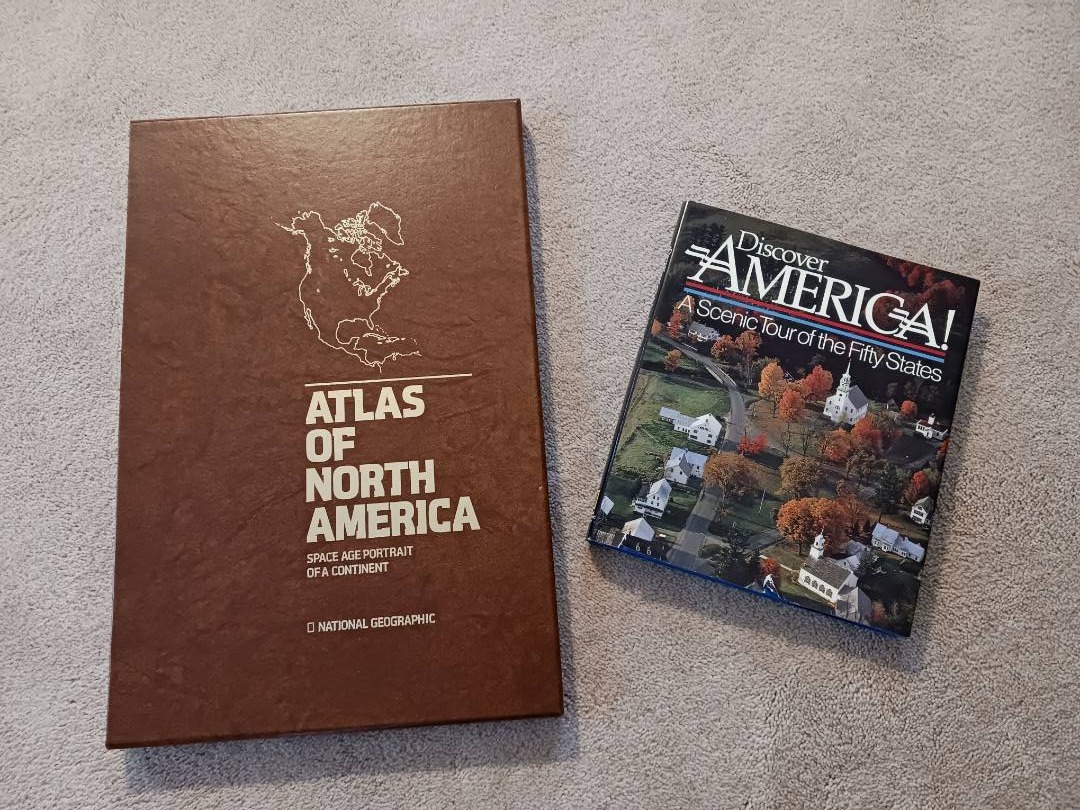 ATLAS
OF
NORTH
AMERICA
SPACE AGE PORTRAIT
OF A CONTINENT
NATIONAL GEOGRAPHIC
Discover
AMERICA!
A Scenic Tour of the Fifty States